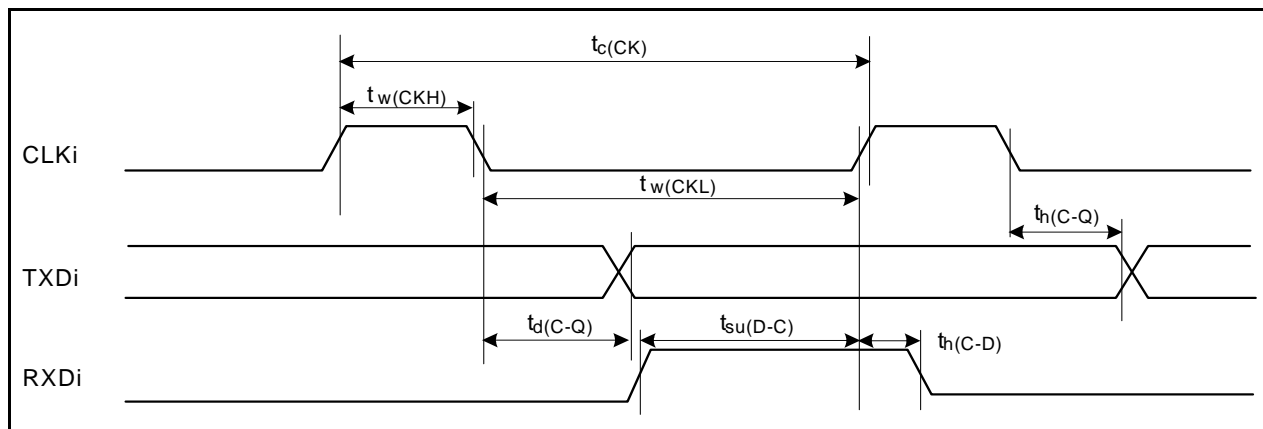 tc(CK)
tw(CKH)
CLKi
tw(CKL)
th(C-Q)
TXDi
td(C-Q)
tsu(D-C)
th(C-D)
RXDi